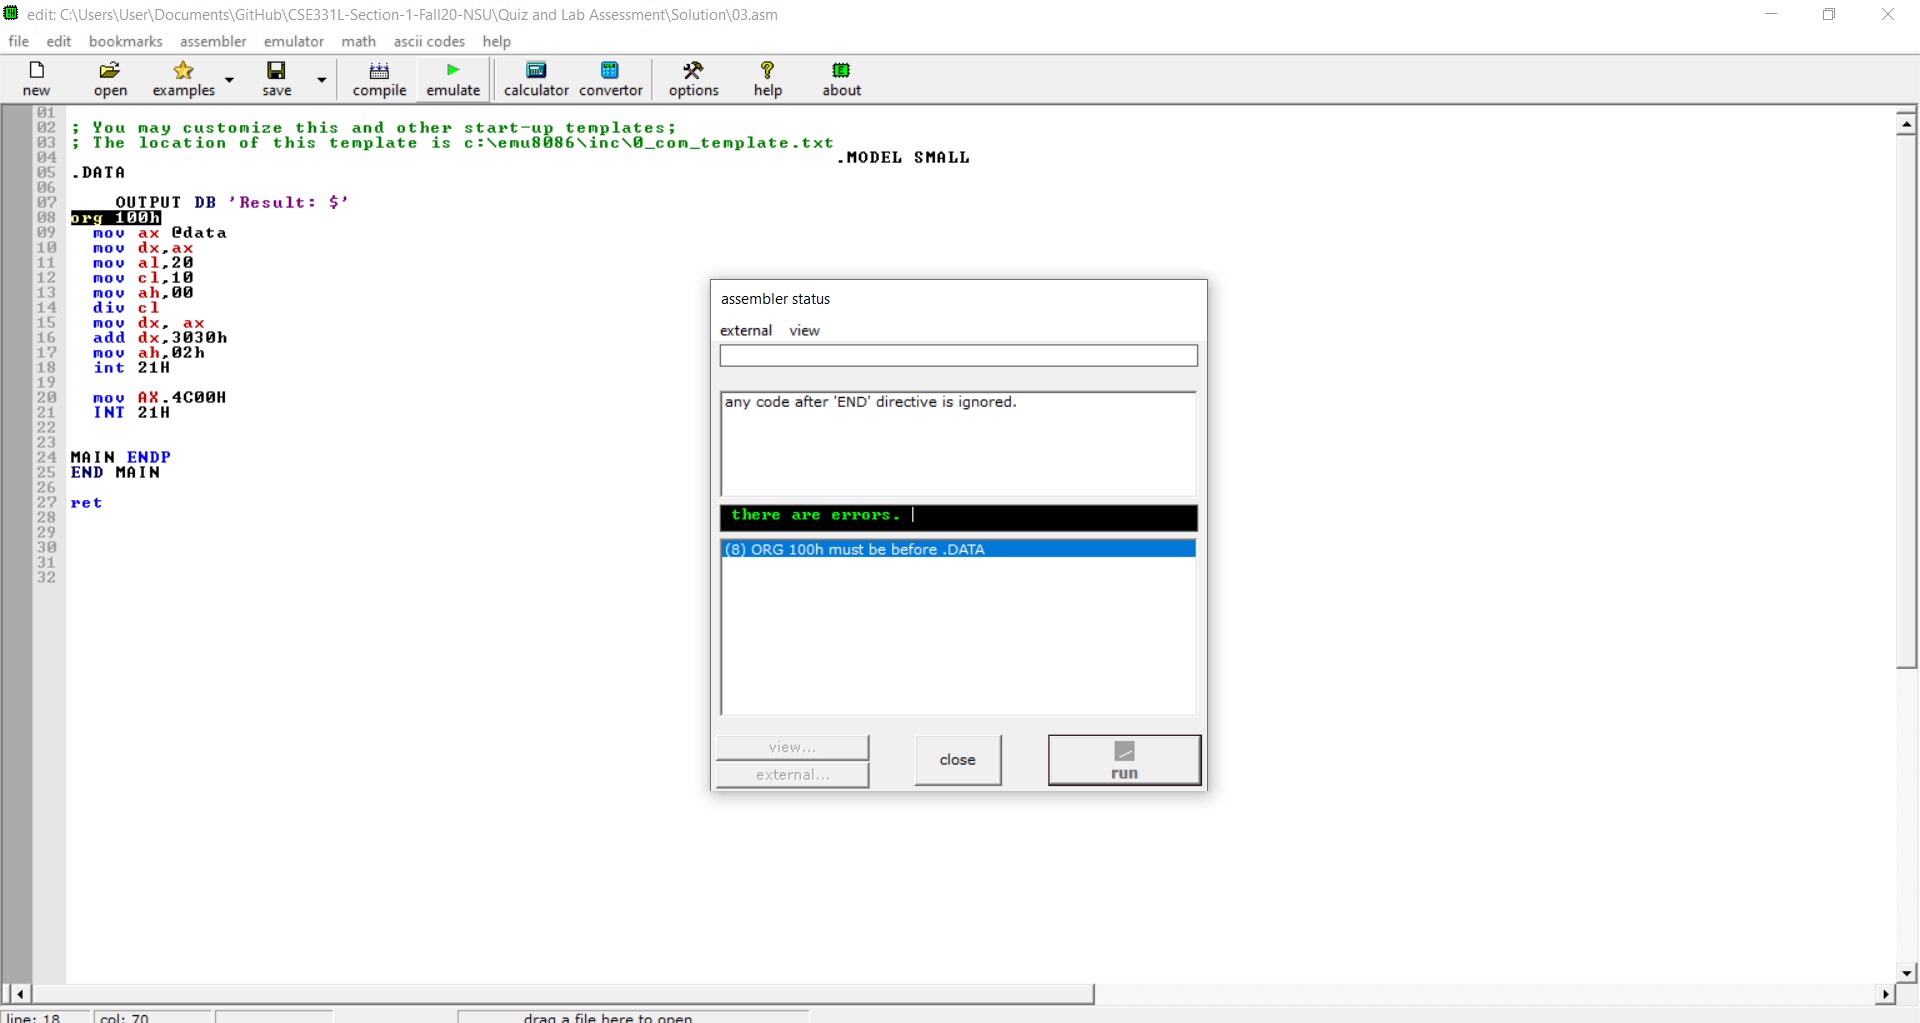 edit: C:\Users\User\Documents\GitHub\CSE331L-Section-1-Fall20-NSU\Quiz and Lab Assessment\Solution\03.asm
file edit bookmarks assembler emulator math ascii codes help
new open examples save compile emulate calculator convertor options help about
01
02 ; You may customize this and other start-up templates;
03 ; The location of this template is c:\emu8086\inc\0_com_template.txt
04 .MODEL SMALL
05 .DATA
06
07 OUTPUT DB 'Result: $'
08 org 100h
09 mov ax @data
10 mov dx,ax
11 mov al,20
12 mov cl,10
13 mov ah,00
14 div cl
15 mov dx, ax
16 add dx,3030h
17 mov ah,02h
18 int 21H
19
20 mov AX.4C00H
21 INT 21H
22
23
24 MAIN ENDP
25 END MAIN
26
27 ret
28
29
30
31
32
assembler status
external view
any code after 'END' directive is ignored.
there are errors.
(8) ORG 100h must be before .DATA
view...
external...
close
run
line: 18 col: 70 drag a file here to open